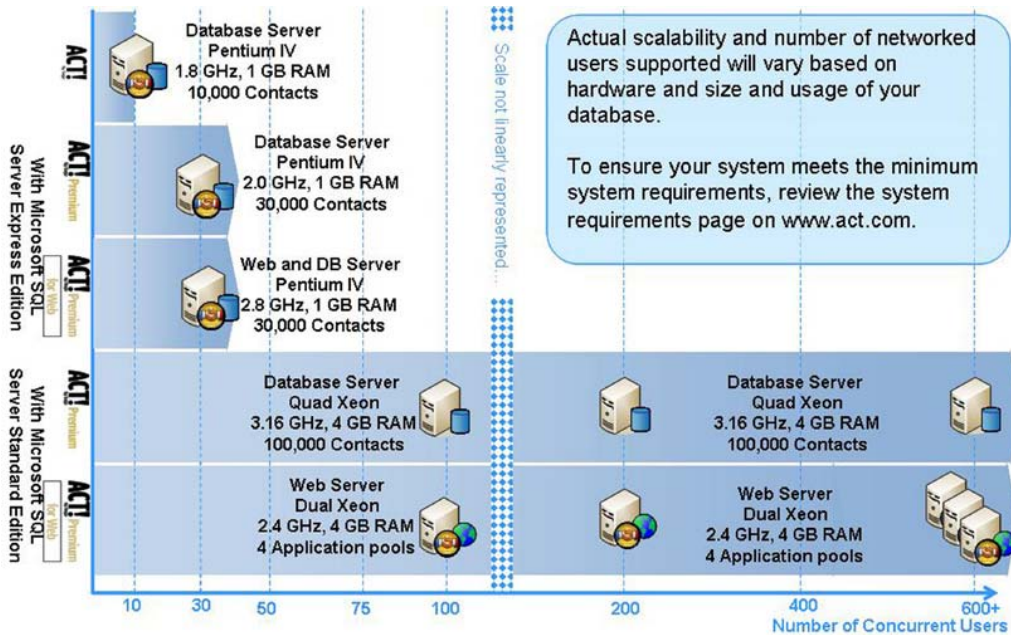 ACT!
Database Server
Pentium IV
1.8 GHz, 1 GB RAM
10,000 Contacts
Scale not linearly represented...
Actual scalability and number of networked
users supported will vary based on
hardware and size and usage of your
database.
To ensure your system meets the minimum
system requirements, review the system
requirements page on www.act.com.
With Microsoft SQL
Server Express Edition
ACT! Premium
Database Server
Pentium IV
2.0 GHz, 1 GB RAM
30,000 Contacts
ACT! Premium
for Web
Web and DB Server
Pentium IV
2.8 GHz, 1 GB RAM
30,000 Contacts
With Microsoft SQL
Server Standard Edition
ACT! Premium
Database Server
Quad Xeon
3.16 GHz, 4 GB RAM
100,000 Contacts
Database Server
Quad Xeon
3.16 GHz, 4 GB RAM
100,000 Contacts
ACT! Premium
for Web
Web Server
Dual Xeon
2.4 GHz, 4 GB RAM
4 Application pools
Web Server
Dual Xeon
2.4 GHz, 4 GB RAM
4 Application pools
10 30 50 75 100 200 400 600+
Number of Concurrent Users